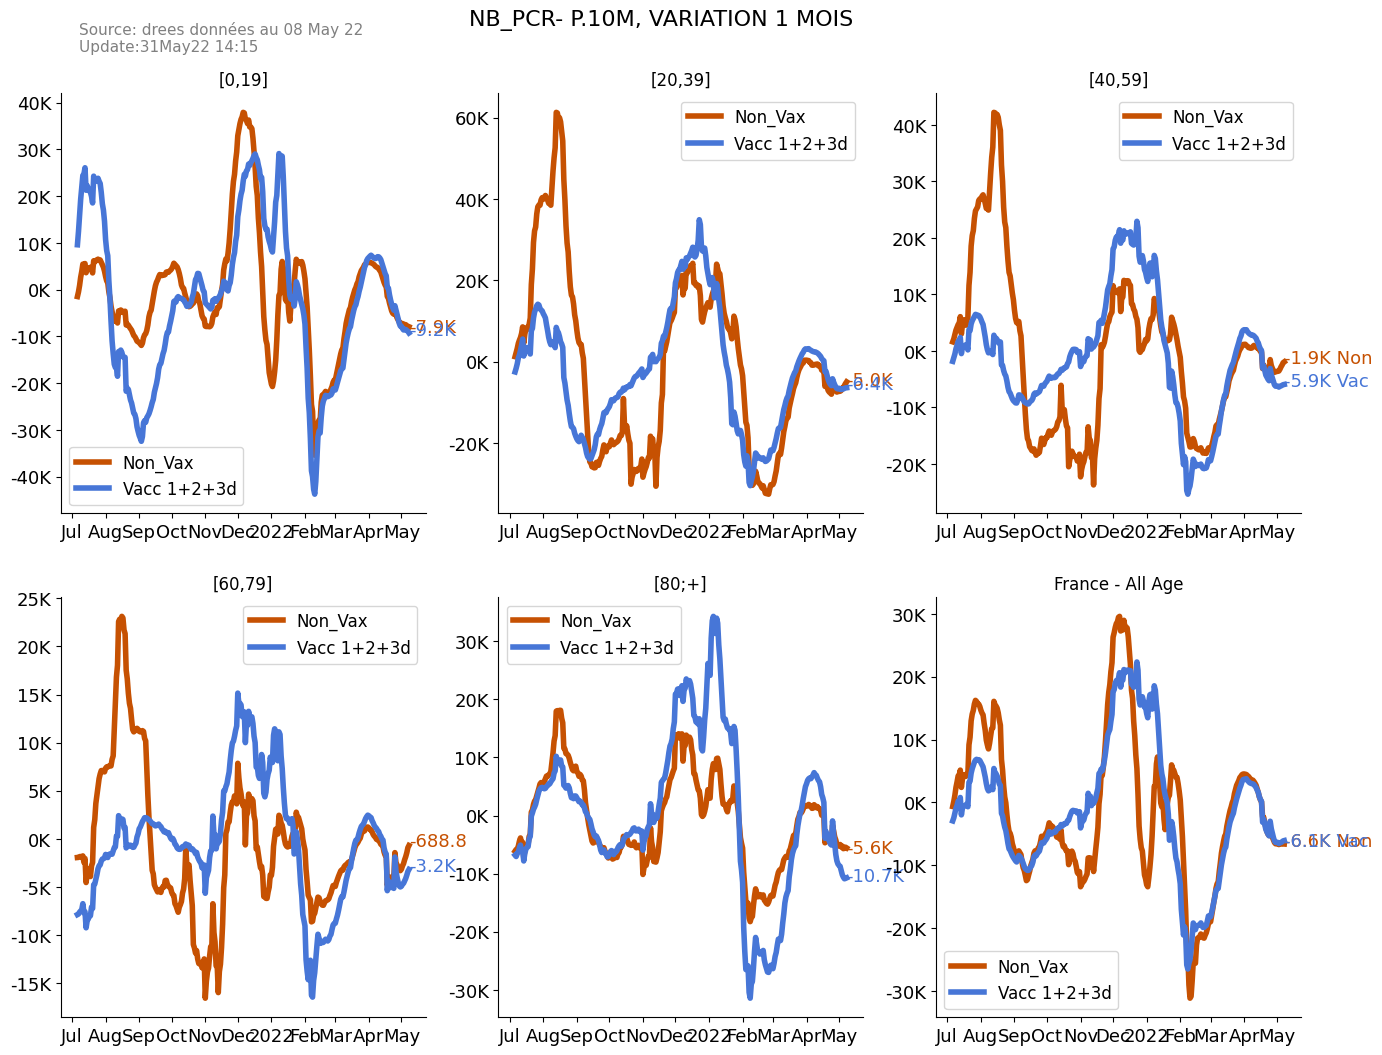 NB_PCR- P.10M, VARIATION 1 MOIS
Source: drees données au 08 May 22
Update:31May22 14:15
[0,19]
40K
30K
20K
10K
0K
-10K
-20K
-30K
-40K
-7.9K
-9.2K
Non_Vax
Vacc 1+2+3d
Jul Aug Sep Oct Nov Dec 2022 Feb Mar Apr May
[20,39]
60K
40K
20K
0K
-20K
Non_Vax
Vacc 1+2+3d
-5.0K
-6.4K
Jul Aug Sep Oct Nov Dec 2022 Feb Mar Apr May
[40,59]
40K
30K
20K
10K
0K
-10K
-20K
Non_Vax
Vacc 1+2+3d
-1.9K Non
-5.9K Vac
Jul Aug Sep Oct Nov Dec 2022 Feb Mar Apr May
[60,79]
25K
20K
15K
10K
5K
0K
-5K
-10K
-15K
Non_Vax
Vacc 1+2+3d
-688.8
-3.2K
Jul Aug Sep Oct Nov Dec 2022 Feb Mar Apr May
[80;+]
30K
20K
10K
0K
-10K
-20K
-30K
Non_Vax
Vacc 1+2+3d
-5.6K
-10.7K
Jul Aug Sep Oct Nov Dec 2022 Feb Mar Apr May
France - All Age
30K
20K
10K
0K
-10K
-20K
-30K
Non_Vax
Vacc 1+2+3d
Jul Aug Sep Oct Nov Dec 2022 Feb Mar Apr May